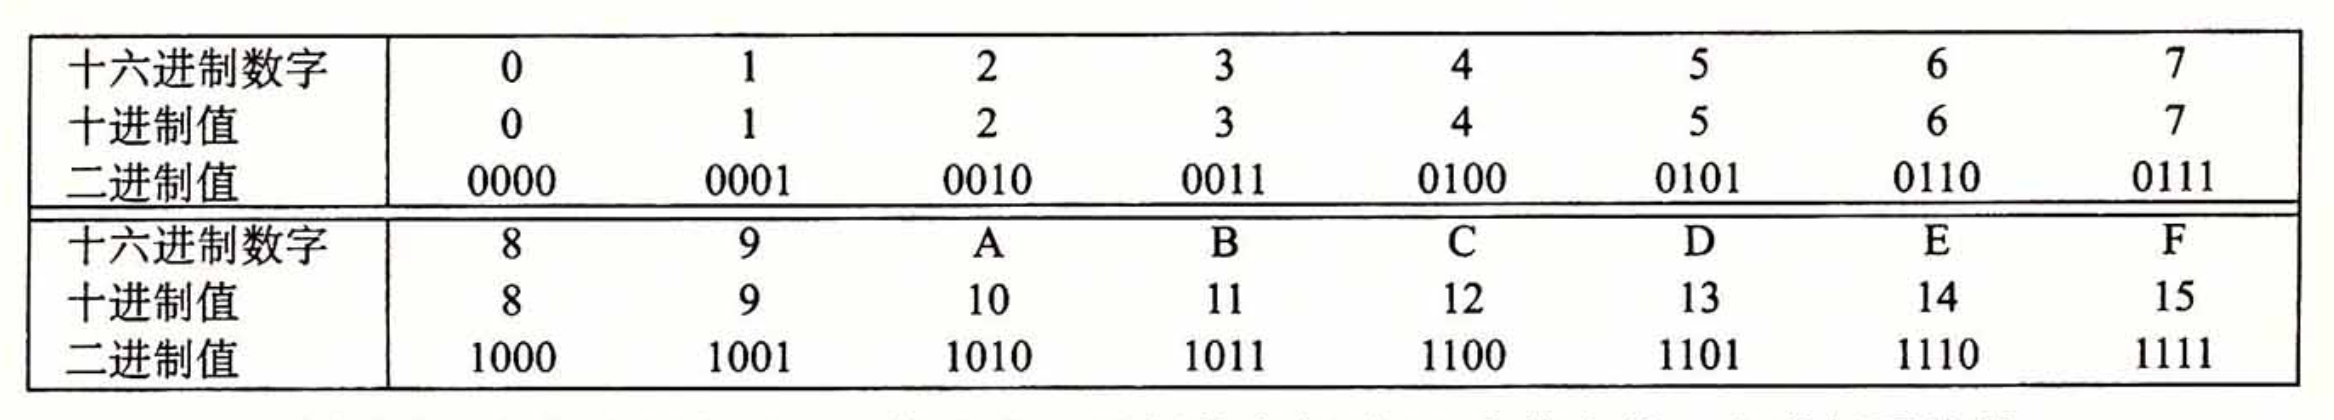 十六进制数字 0 1 2 3 4 5 6 7
十进制值 0 1 2 3 4 5 6 7
二进制值 0000 0001 0010 0011 0100 0101 0110 0111
十六进制数字 8 9 A B C D E F
十进制值 8 9 10 11 12 13 14 15
二进制值 1000 1001 1010 1011 1100 1101 1110 1111